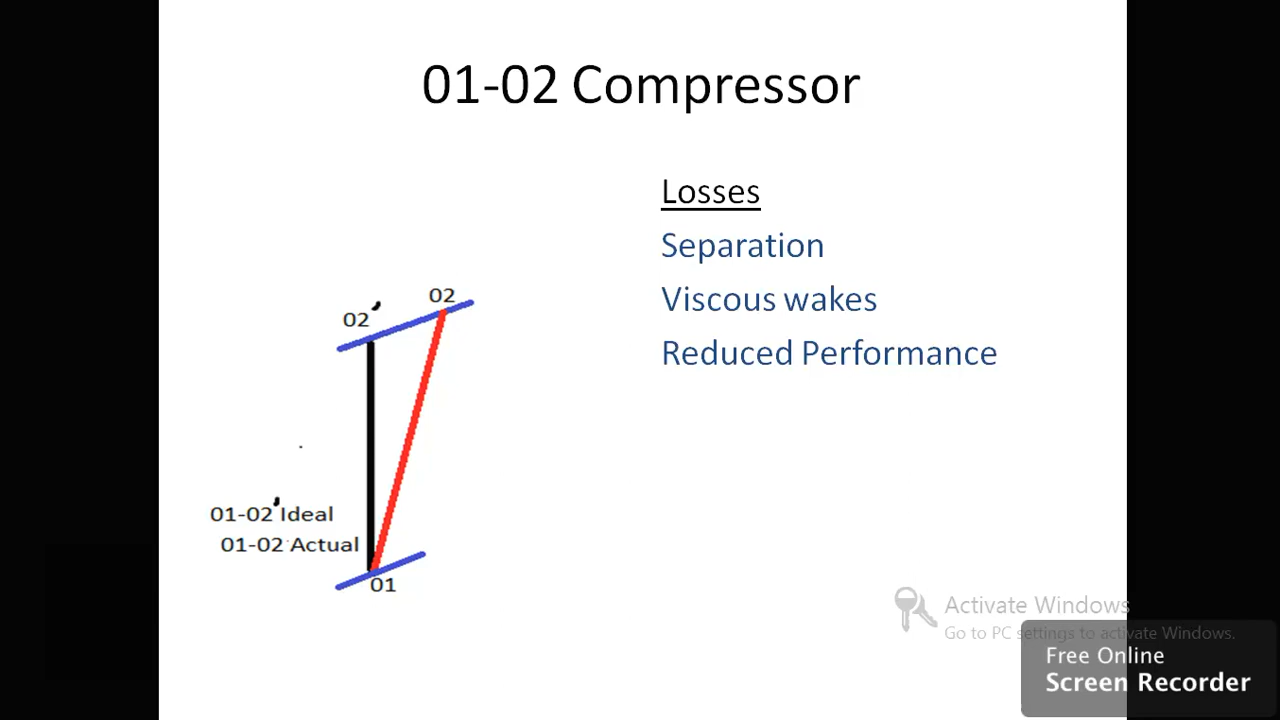 01-02 Compressor
Losses
Separation
Viscous wakes
Reduced Performance
02
02'
01-02'Ideal
01-02 Actual
01
Activate Windows
Go to PC settings to activate Windows.
Free Online
Screen Recorder